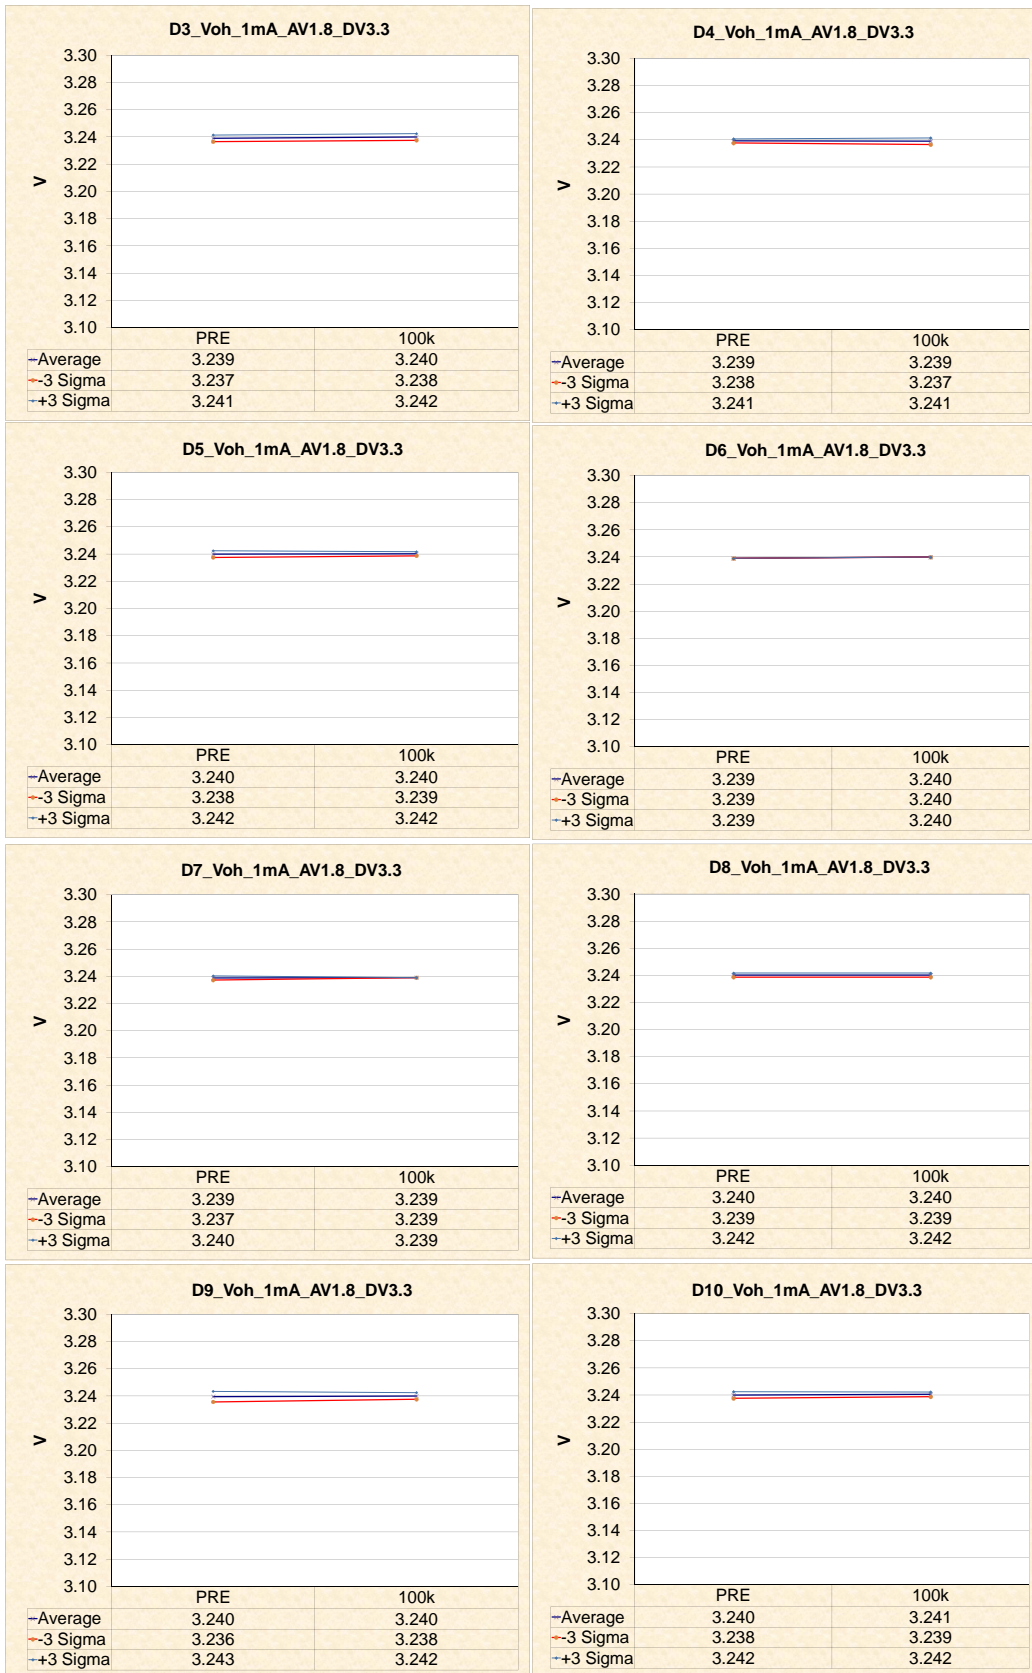 D3_Voh_1mA_AV1.8_DV3.3
3.30
3.28
3.26
3.24
3.22
3.20
3.18
3.16
3.14
3.12
3.10
V
PRE 100k
Average 3.239 3.240
-3 Sigma 3.237 3.238
+3 Sigma 3.241 3.242
D4_Voh_1mA_AV1.8_DV3.3
3.30
3.28
3.26
3.24
3.22
3.20
3.18
3.16
3.14
3.12
3.10
V
PRE 100k
Average 3.239 3.239
-3 Sigma 3.238 3.237
+3 Sigma 3.241 3.241
D5_Voh_1mA_AV1.8_DV3.3
3.30
3.28
3.26
3.24
3.22
3.20
3.18
3.16
3.14
3.12
3.10
V
PRE 100k
Average 3.240 3.240
-3 Sigma 3.238 3.239
+3 Sigma 3.242 3.242
D6_Voh_1mA_AV1.8_DV3.3
3.30
3.28
3.26
3.24
3.22
3.20
3.18
3.16
3.14
3.12
3.10
V
PRE 100k
Average 3.239 3.240
-3 Sigma 3.239 3.240
+3 Sigma 3.239 3.240
D7_Voh_1mA_AV1.8_DV3.3
3.30
3.28
3.26
3.24
3.22
3.20
3.18
3.16
3.14
3.12
3.10
V
PRE 100k
Average 3.239 3.239
-3 Sigma 3.237 3.239
+3 Sigma 3.240 3.239
D8_Voh_1mA_AV1.8_DV3.3
3.30
3.28
3.26
3.24
3.22
3.20
3.18
3.16
3.14
3.12
3.10
V
PRE 100k
Average 3.240 3.240
-3 Sigma 3.239 3.239
+3 Sigma 3.242 3.242
D9_Voh_1mA_AV1.8_DV3.3
3.30
3.28
3.26
3.24
3.22
3.20
3.18
3.16
3.14
3.12
3.10
V
PRE 100k
Average 3.240 3.240
-3 Sigma 3.236 3.238
+3 Sigma 3.243 3.242
D10_Voh_1mA_AV1.8_DV3.3
3.30
3.28
3.26
3.24
3.22
3.20
3.18
3.16
3.14
3.12
3.10
V
PRE 100k
Average 3.240 3.241
-3 Sigma 3.238 3.239
+3 Sigma 3.242 3.242